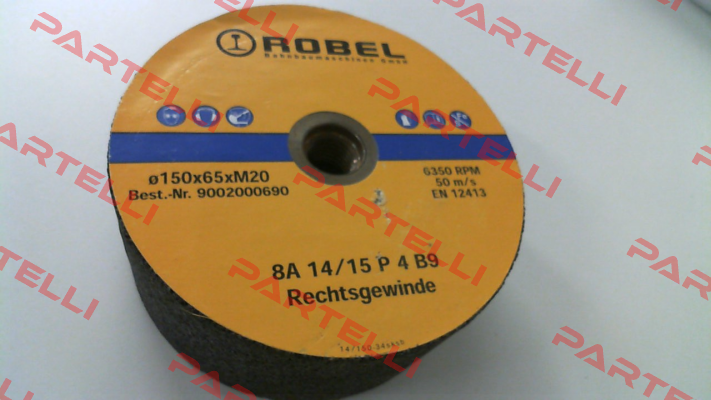 ROBEL
Bahnbaumaschinen GmbH
ø150x65xM20
Best.-Nr. 9002000690
6350 RPM
50 m/s
EN 12413
8A 14/15 P 4 B9
Rechtsgewinde
PARTELLI
PARTELLI
PARTELLI
PARTELLI
PARTELLI
PARTELLI
PARTELLI
PARTELLI
PARTELLI